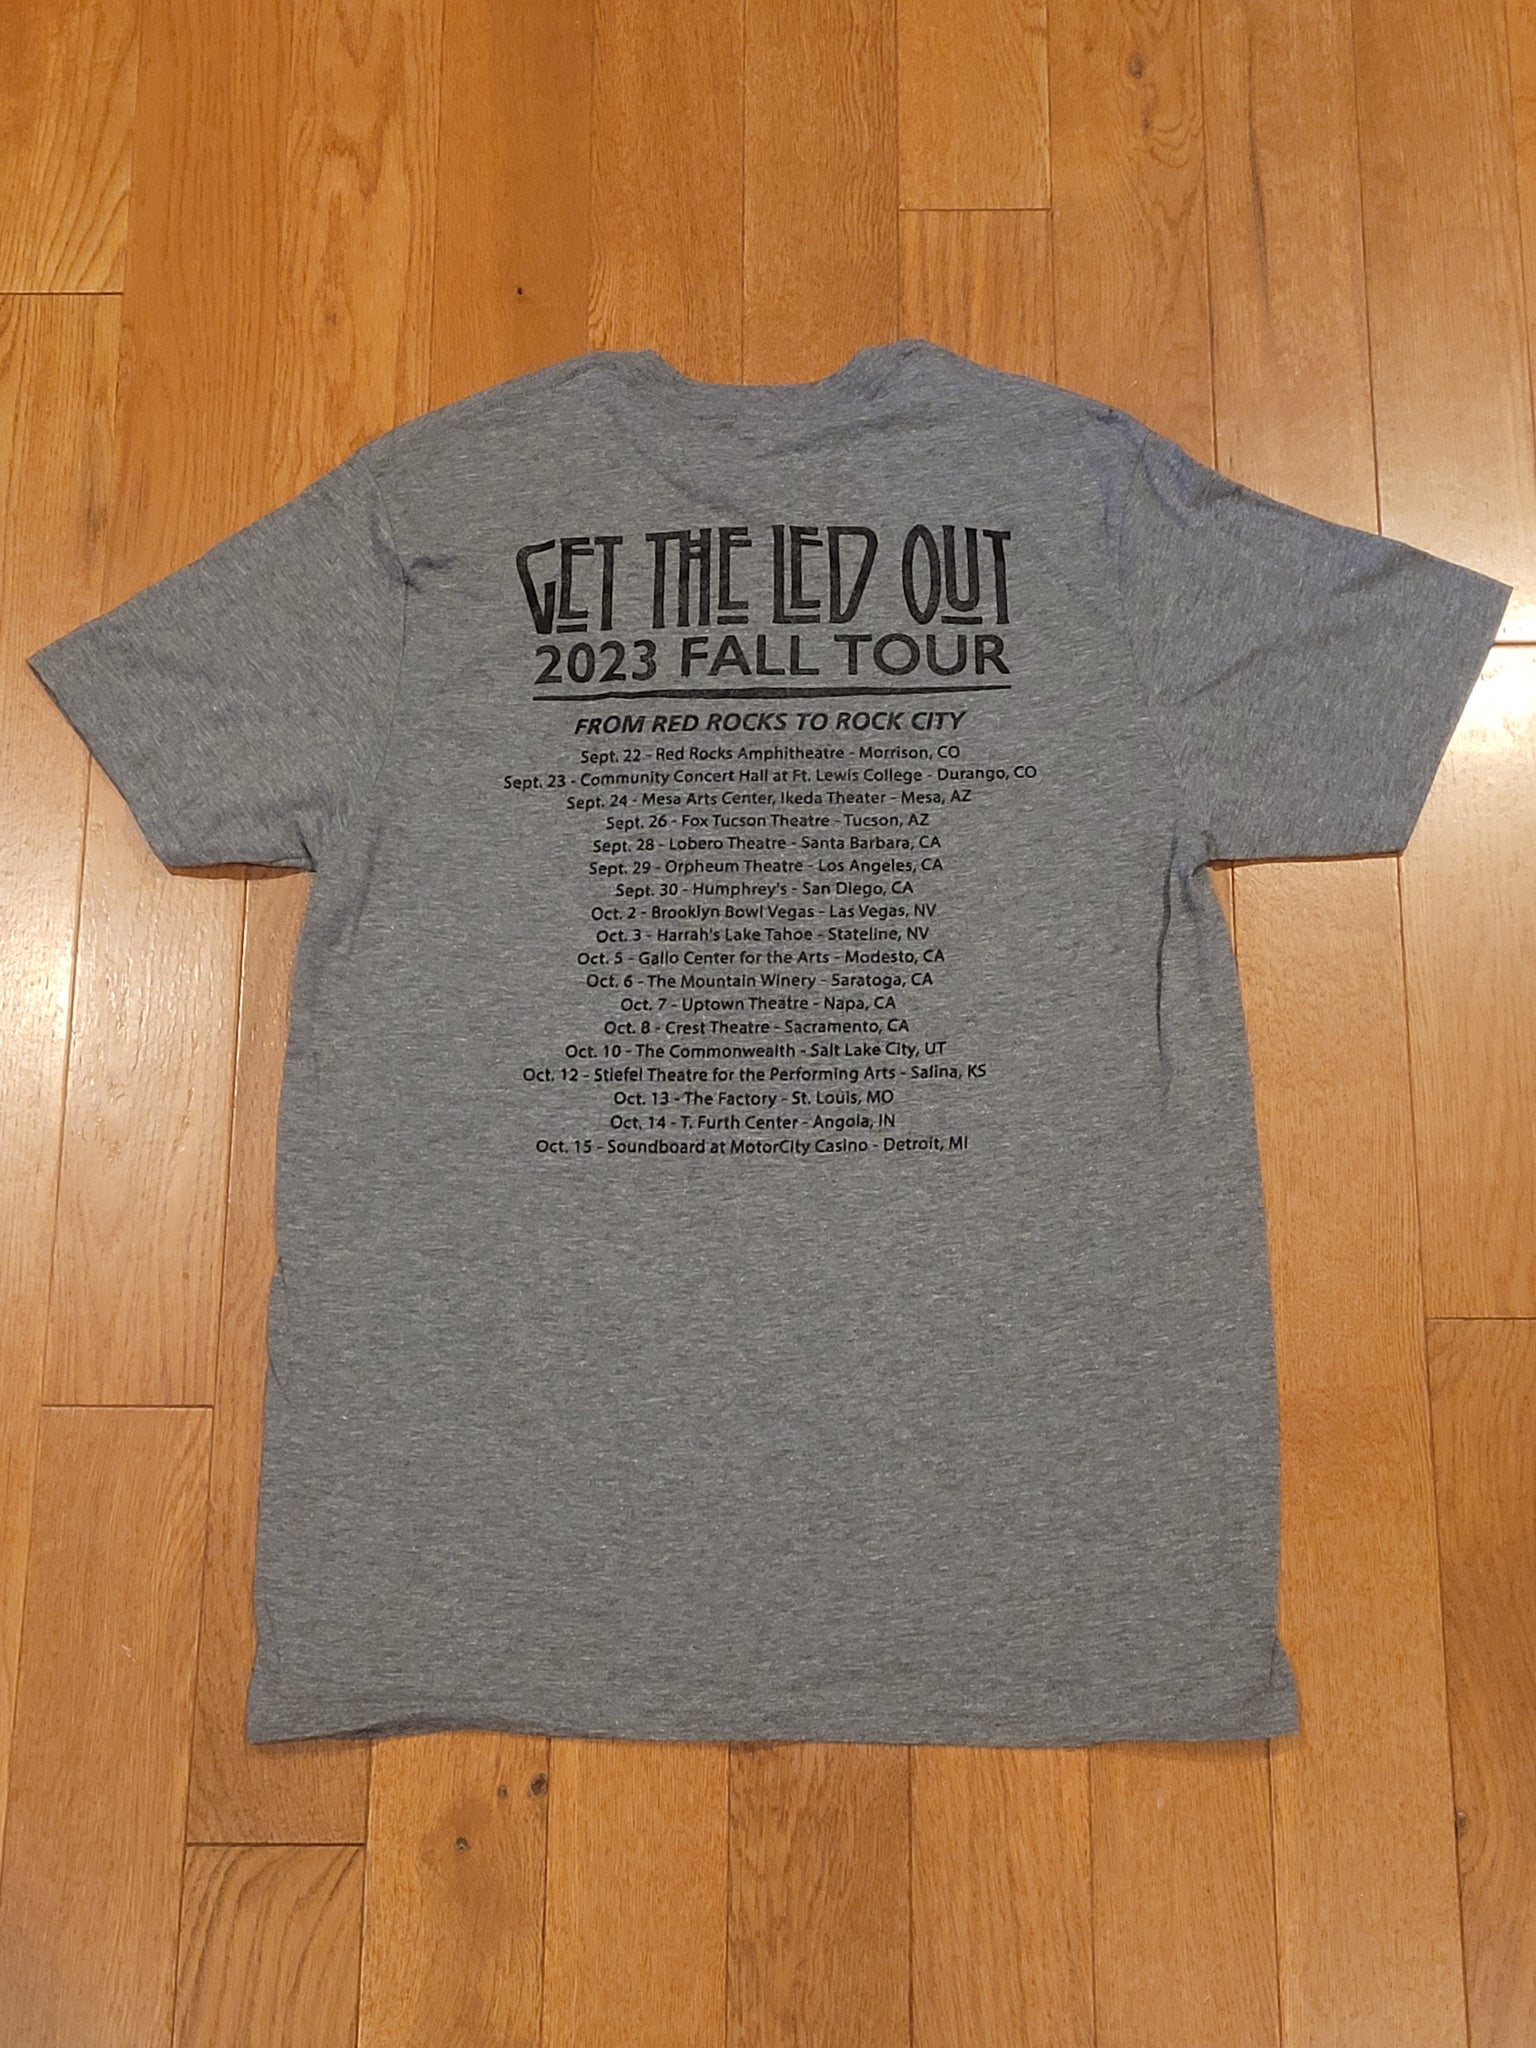 GET THE LED OUT
2023 FALL TOUR
FROM RED ROCKS TO ROCK CITY
Sept. 22 - Red Rocks Amphitheatre - Morrison, CO
Sept. 23 - Community Concert Hall at Ft. Lewis College - Durango, CO
Sept. 24 - Mesa Arts Center, Ikeda Theater - Mesa, AZ
Sept. 26 - Fox Tucson Theatre - Tucson, AZ
Sept. 28 - Lobero Theatre - Santa Barbara, CA
Sept. 29 - Orpheum Theatre - Los Angeles, CA
Sept. 30 - Humphrey's - San Diego, CA
Oct. 2 - Brooklyn Bowl Vegas - Las Vegas, NV
Oct. 3 - Harrah's Lake Tahoe - Stateline, NV
Oct. 5 - Gallo Center for the Arts - Modesto, CA
Oct. 6 - The Mountain Winery - Saratoga, CA
Oct. 7 - Uptown Theatre - Napa, CA
Oct. 8 - Crest Theatre - Sacramento, CA
Oct. 10 - The Commonwealth - Salt Lake City, UT
Oct. 12 - Stiefel Theatre for the Performing Arts - Salina, KS
Oct. 13 - The Factory - St. Louis, MO
Oct. 14 - T. Furth Center - Angola, IN
Oct. 15 - Soundboard at MotorCity Casino - Detroit, MI